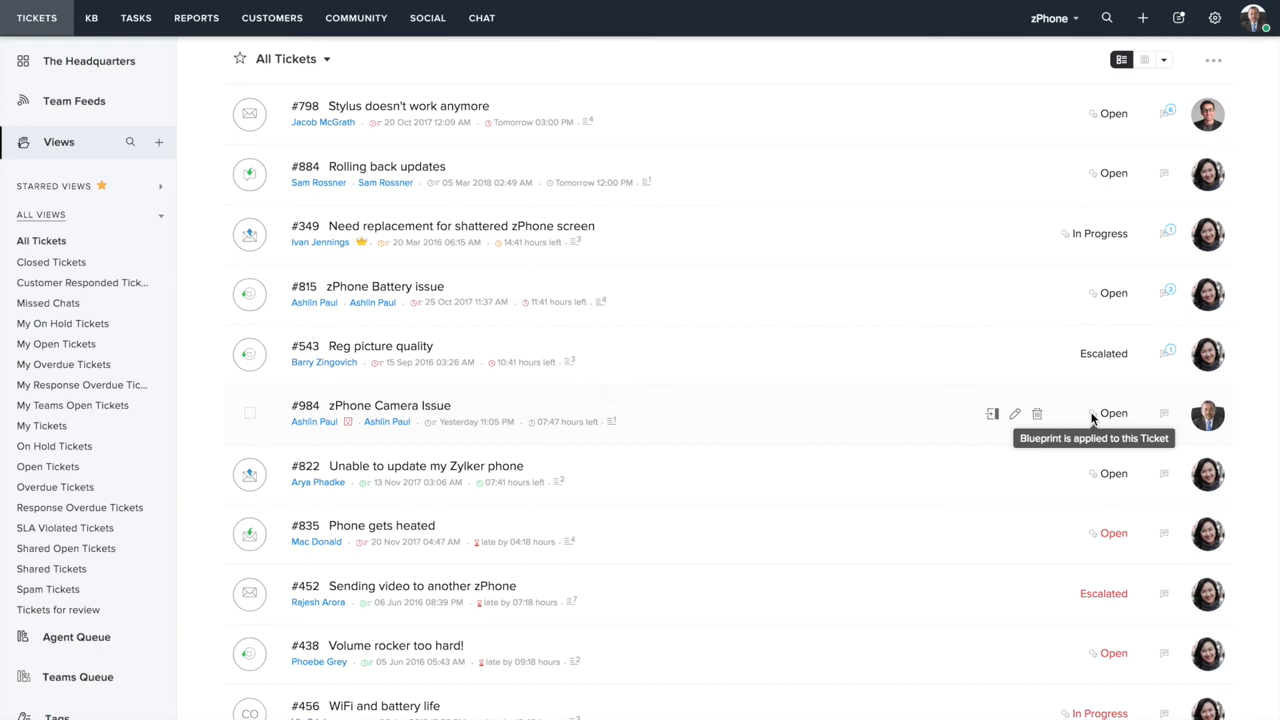 TICKETS KB TASKS REPORTS CUSTOMERS COMMUNITY SOCIAL CHAT zPhone
The Headquarters
Team Feeds
Views
STARRED VIEWS
ALL VIEWS
All Tickets
Closed Tickets
Customer Responded Tick...
Missed Chats
My On Hold Tickets
My Open Tickets
My Overdue Tickets
My Response Overdue Tic...
My Teams Open Tickets
My Tickets
On Hold Tickets
Open Tickets
Overdue Tickets
Response Overdue Tickets
SLA Violated Tickets
Shared Open Tickets
Shared Tickets
Spam Tickets
Tickets for review
Agent Queue
Teams Queue
Tags
All Tickets
#798 Stylus doesn't work anymore
Jacob McGrath 20 Oct 2017 12:09 AM Tomorrow 03:00 PM 4
Open 6
#884 Rolling back updates
Sam Rossner Sam Rossner 05 Mar 2018 02:49 AM Tomorrow 12:00 PM 1
Open
#349 Need replacement for shattered zPhone screen
Ivan Jennings 20 Mar 2016 06:15 AM 14:41 hours left 3
In Progress 1
#815 zPhone Battery issue
Ashlin Paul Ashlin Paul 25 Oct 2017 11:37 AM 11:41 hours left 4
Open 3
#543 Reg picture quality
Barry Zingovich 15 Sep 2016 03:26 AM 10:41 hours left 3
Escalated 1
#984 zPhone Camera Issue
Ashlin Paul Ashlin Paul Yesterday 11:05 PM 07:47 hours left 1
Open
Blueprint is applied to this Ticket
#822 Unable to update my Zylker phone
Arya Phadke 13 Nov 2017 03:06 AM 07:41 hours left 2
Open
#835 Phone gets heated
Mac Donald 20 Nov 2017 04:47 AM late by 04:18 hours 4
Open
#452 Sending video to another zPhone
Rajesh Arora 06 Jun 2016 08:39 PM late by 07:18 hours 7
Escalated
#438 Volume rocker too hard!
Phoebe Grey 05 Jun 2016 05:43 AM late by 09:18 hours 2
Open
CO #456 WiFi and battery life
In Progress